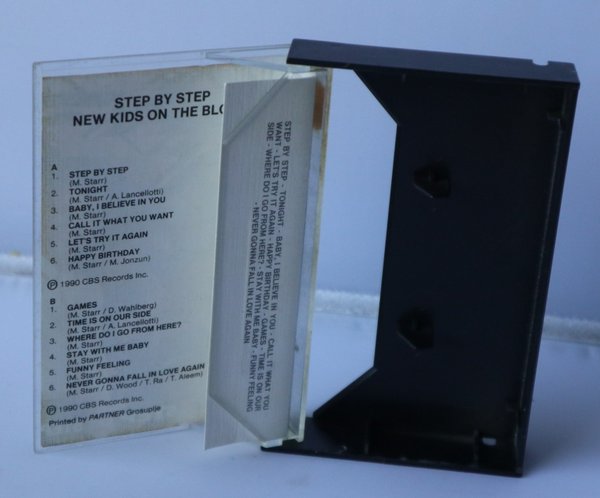 STEP BY STEP
NEW KIDS ON THE
A
1. STEP BY STEP
(M. Starr)
2. TONIGHT
(M. Starr / A. Lancellotti)
3. BABY, I BELIEVE IN YOU
(M. Starr)
4. CALL IT WHAT YOU WANT
(M. Starr)
5. LET'S TRY IT AGAIN
(M. Starr)
6. HAPPY BIRTHDAY
(M. Starr / M. Jonzun)
Ⓟ 1990 CBS Records Inc.
B
1. GAMES
(M. Starr / D. Wahlberg)
2. TIME IS ON OUR SIDE
(M. Starr / A. Lancellotti)
3. WHERE DO I GO FROM HERE?
(M. Starr)
4. STAY WITH ME BABY
(M. Starr)
5. FUNNY FEELING
(M. Starr)
6. NEVER GONNA FALL IN LOVE AGAIN
(M. Starr / D. Wood / T. Ra / T. Aleem)
Ⓟ 1990 CBS Records Inc.
Printed by PARTNER Grosuplje
STEP BY STEP - TONIGHT - BABY, I BELIEVE IN YOU - CALL IT WHAT YOU
WANT - LET'S TRY IT AGAIN - HAPPY BIRTHDAY - GAMES - TIME IS ON OUR
SIDE - WHERE DO I GO FROM HERE? - STAY WITH ME BABY - FUNNY FEELING
- NEVER GONNA FALL IN LOVE AGAIN